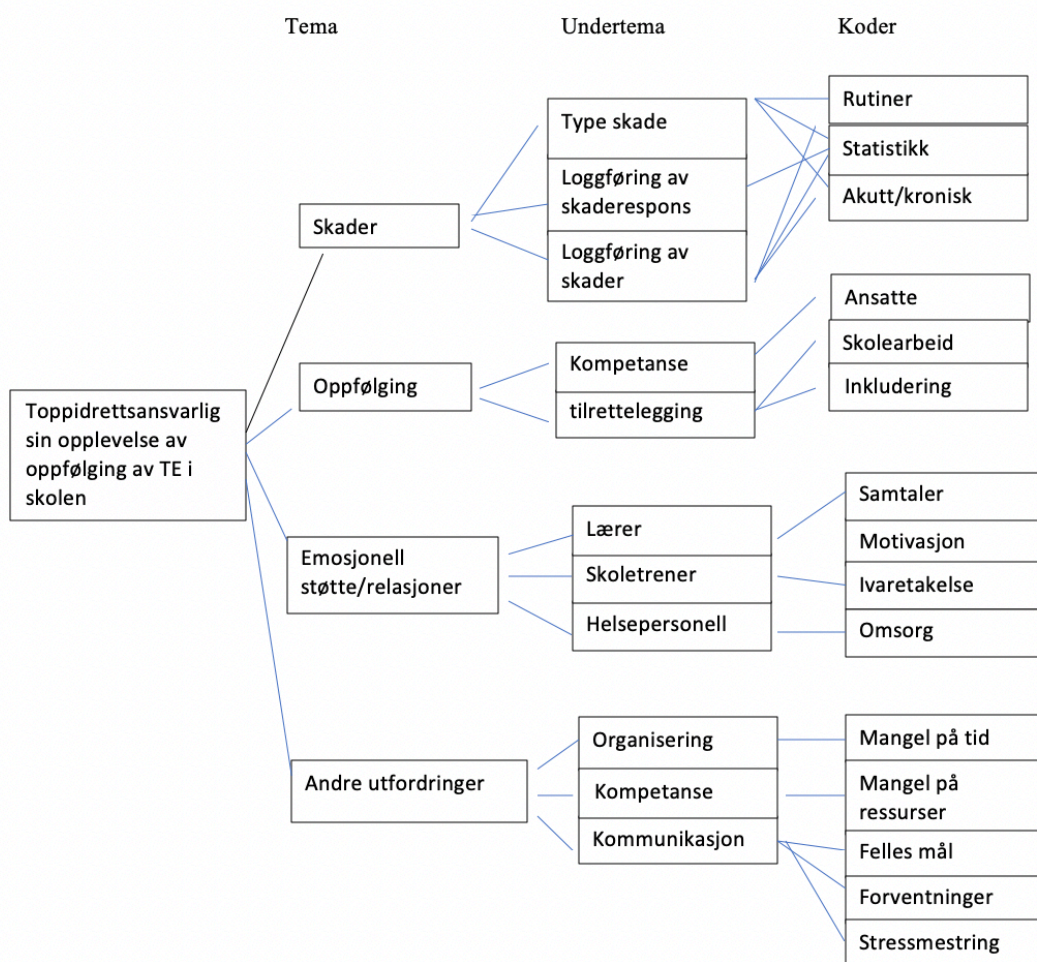 Tema
Undertema
Koder
Toppidrettsansvarlig
sin opplevelse av
oppfølging av TE i
skolen
Skader
Type skade
Loggføring av
skaderespons
Loggføring av
skader
Rutiner
Statistikk
Akutt/kronisk
Oppfølging
Kompetanse
tilrettelegging
Ansatte
Skolearbeid
Inkludering
Emosjonell
støtte/relasjoner
Lærer
Skoletrener
Helsepersonell
Samtaler
Motivasjon
Ivaretakelse
Omsorg
Andre utfordringer
Organisering
Kompetanse
Kommunikasjon
Mangel på tid
Mangel på
ressurser
Felles mål
Forventninger
Stressmestring